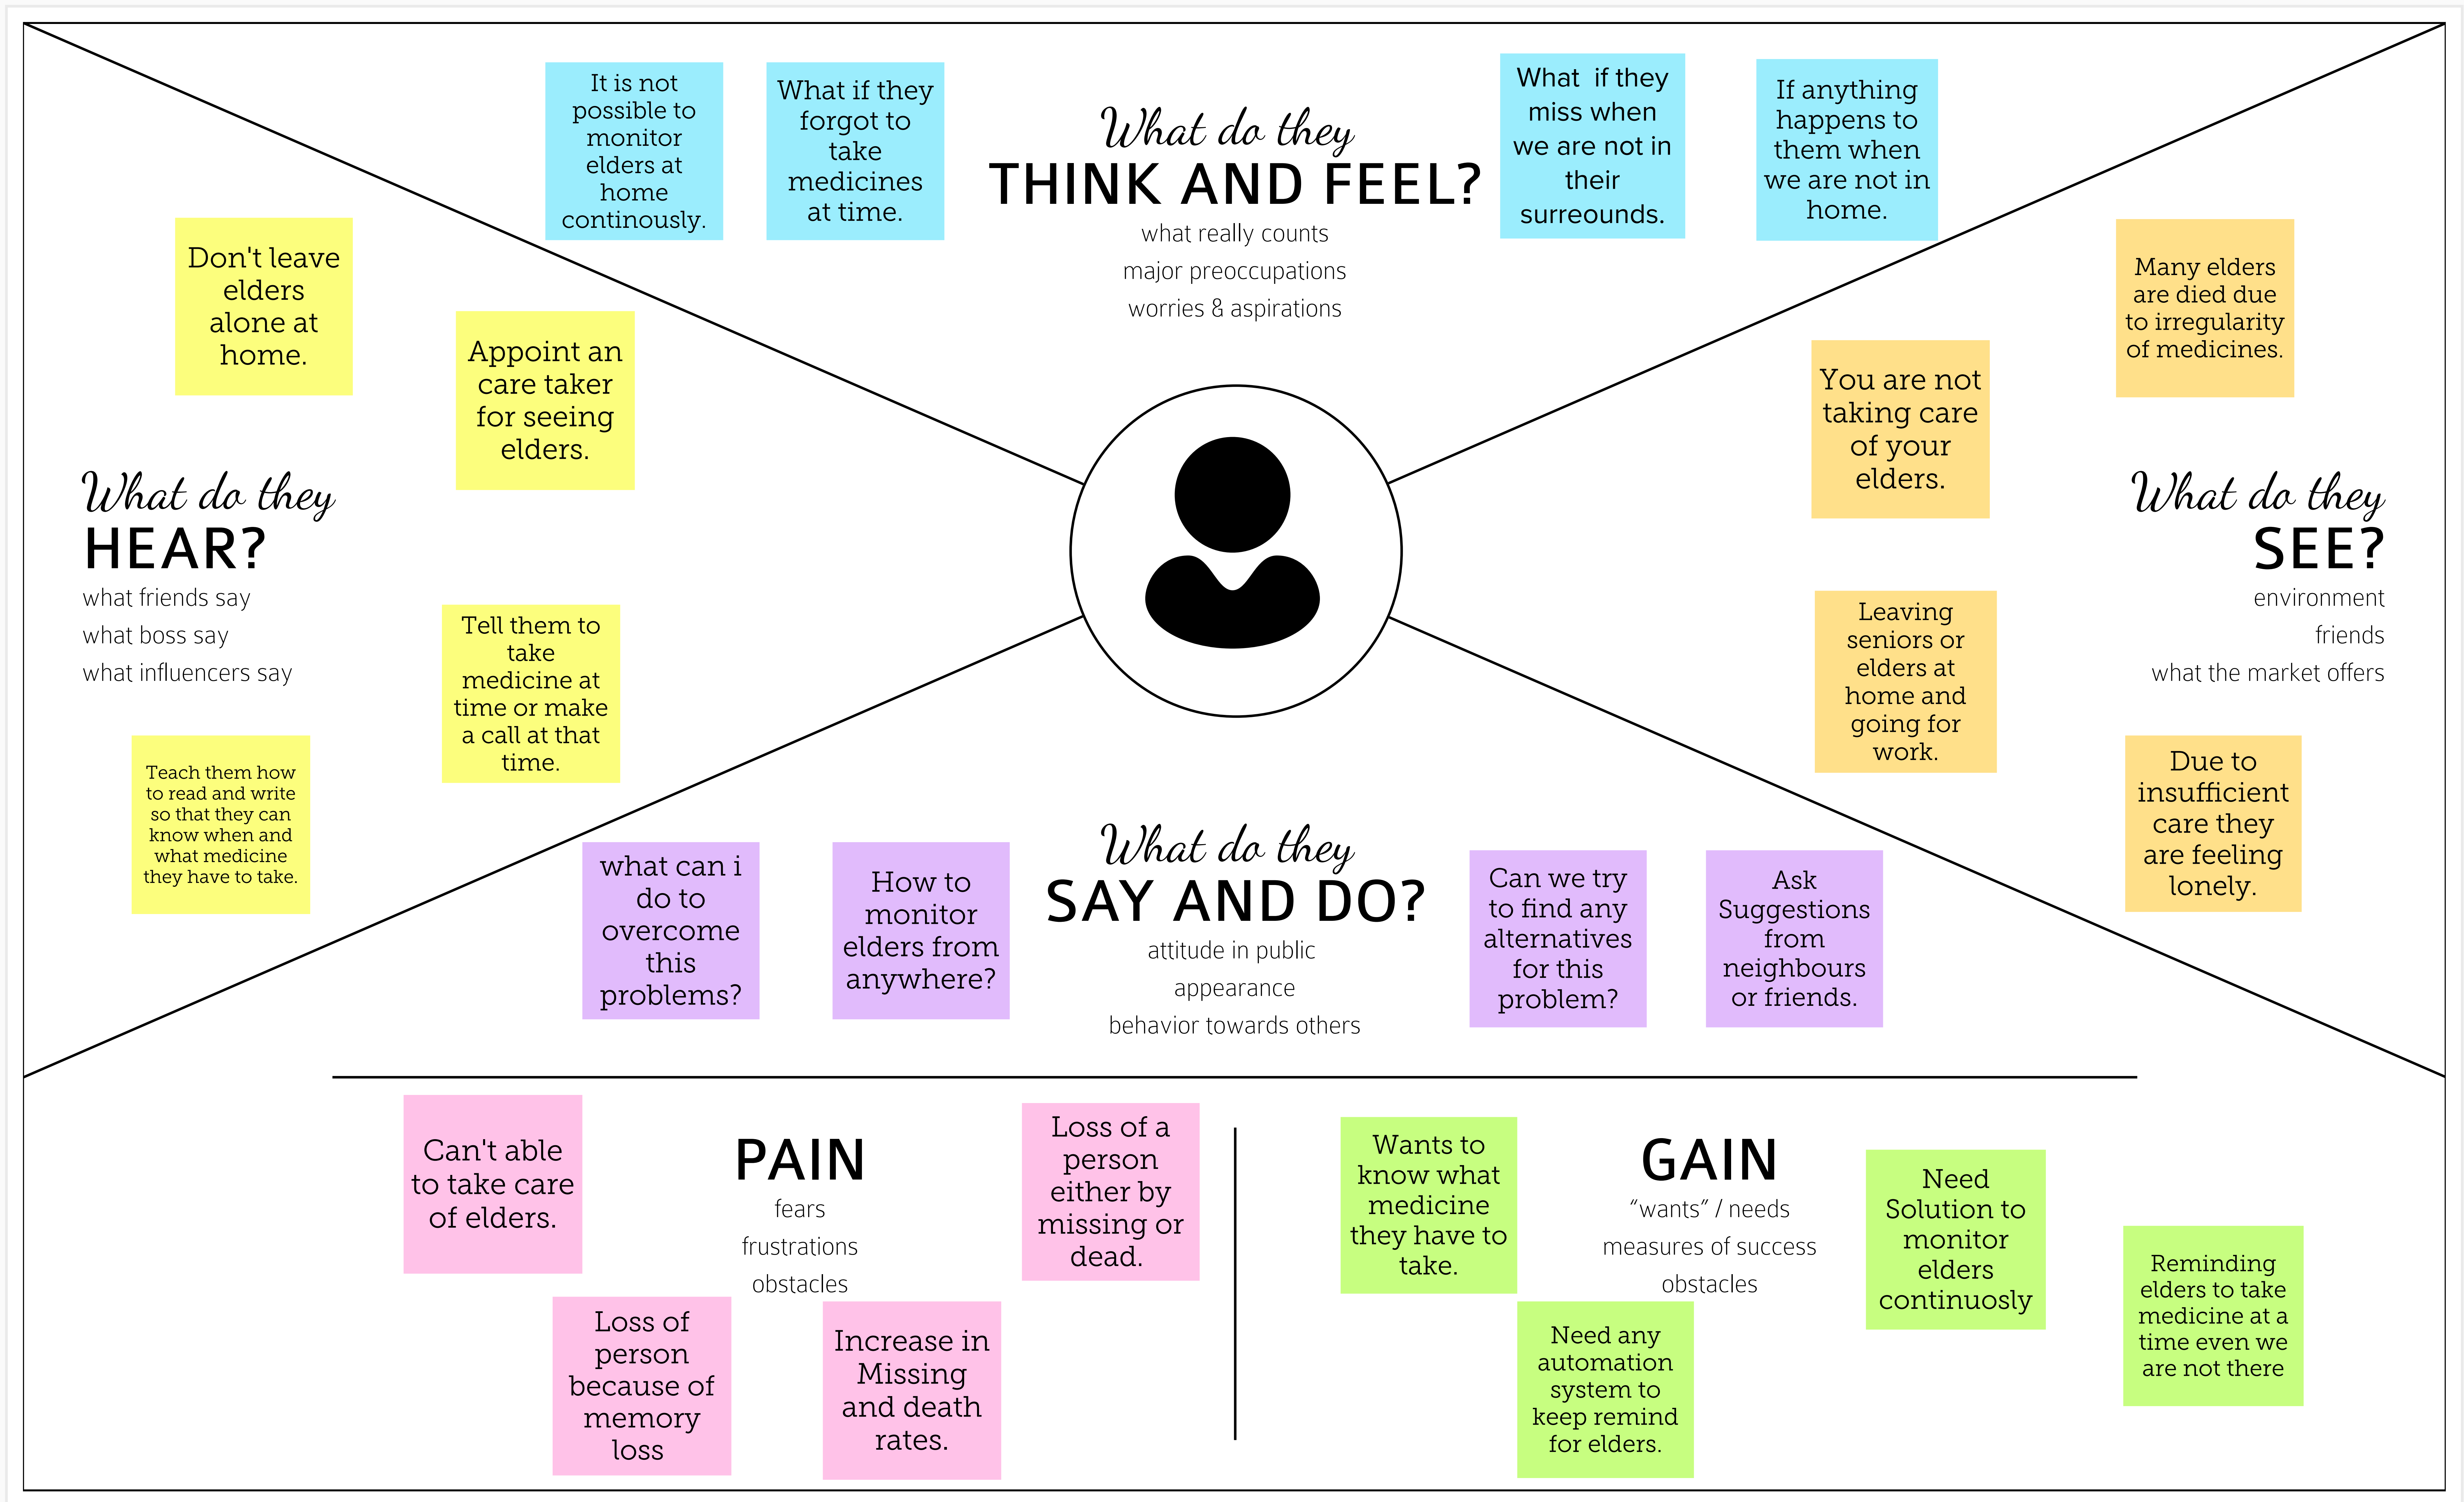 It is not
possible to
monitor
elders at
home
continously.
What if they
forgot to
take
medicines
at time.
What do they
THINK AND FEEL?
what really counts
major preoccupations
worries & aspirations
What if they
miss when
we are not in
their
surreounds.
If anything
happens to
them when
we are not in
home.
Don't leave
elders
alone at
home.
Appoint an
care taker
for seeing
elders.
What do they
HEAR?
what friends say
what boss say
what influencers say
Tell them to
take
medicine at
time or make
a call at that
time.
Teach them how
to read and write
so that they can
know when and
what medicine
they have to take.
Many elders
are died due
to irregularity
of medicines.
You are not
taking care
of your
elders.
What do they
SEE?
environment
friends
what the market offers
Leaving
seniors or
elders at
home and
going for
work.
Due to
insufficient
care they
are feeling
lonely.
what can i
do to
overcome
this
problems?
How to
monitor
elders from
anywhere?
What do they
SAY AND DO?
attitude in public
appearance
behavior towards others
Can we try
to find any
alternatives
for this
problem?
Ask
Suggestions
from
neighbours
or friends.
Can't able
to take care
of elders.
PAIN
fears
frustrations
obstacles
Loss of a
person
either by
missing or
dead.
Loss of
person
because of
memory
loss
Increase in
Missing
and death
rates.
Wants to
know what
medicine
they have to
take.
GAIN
“wants” / needs
measures of success
obstacles
Need
Solution to
monitor
elders
continuosly
Need any
automation
system to
keep remind
for elders.
Reminding
elders to take
medicine at a
time even we
are not there